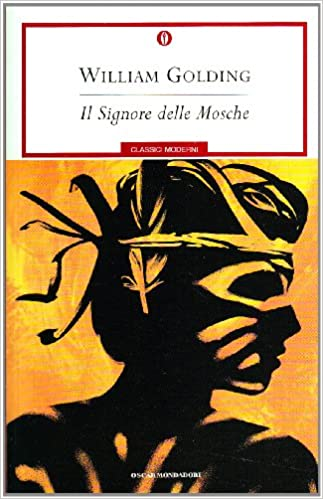 WILLIAM GOLDING
Il Signore delle Mosche
CLASSICI MODERNI
OSCAR MONDADORI